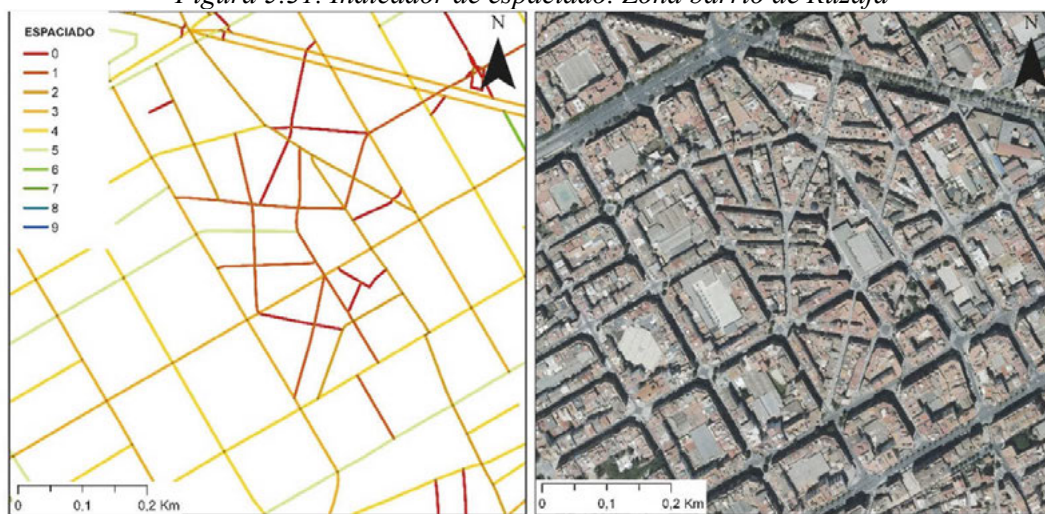 Figura 5.31. Indicador de espaciado. Zona barrio de Ruzafa
ESPACIADO
0
1
2
3
4
5
6
7
8
9
N
0 0,1 0,2 Km
N
0 0,1 0,2 Km